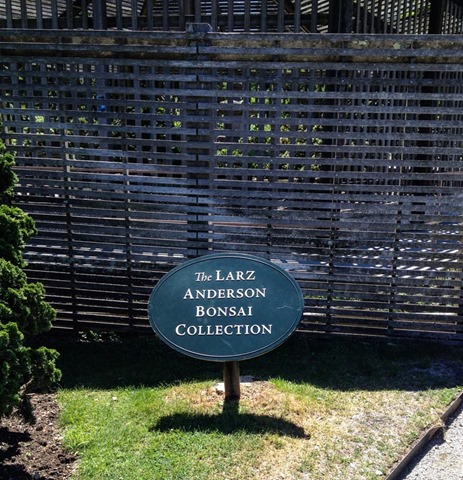 The LARZ
ANDERSON
BONSAI
COLLECTION